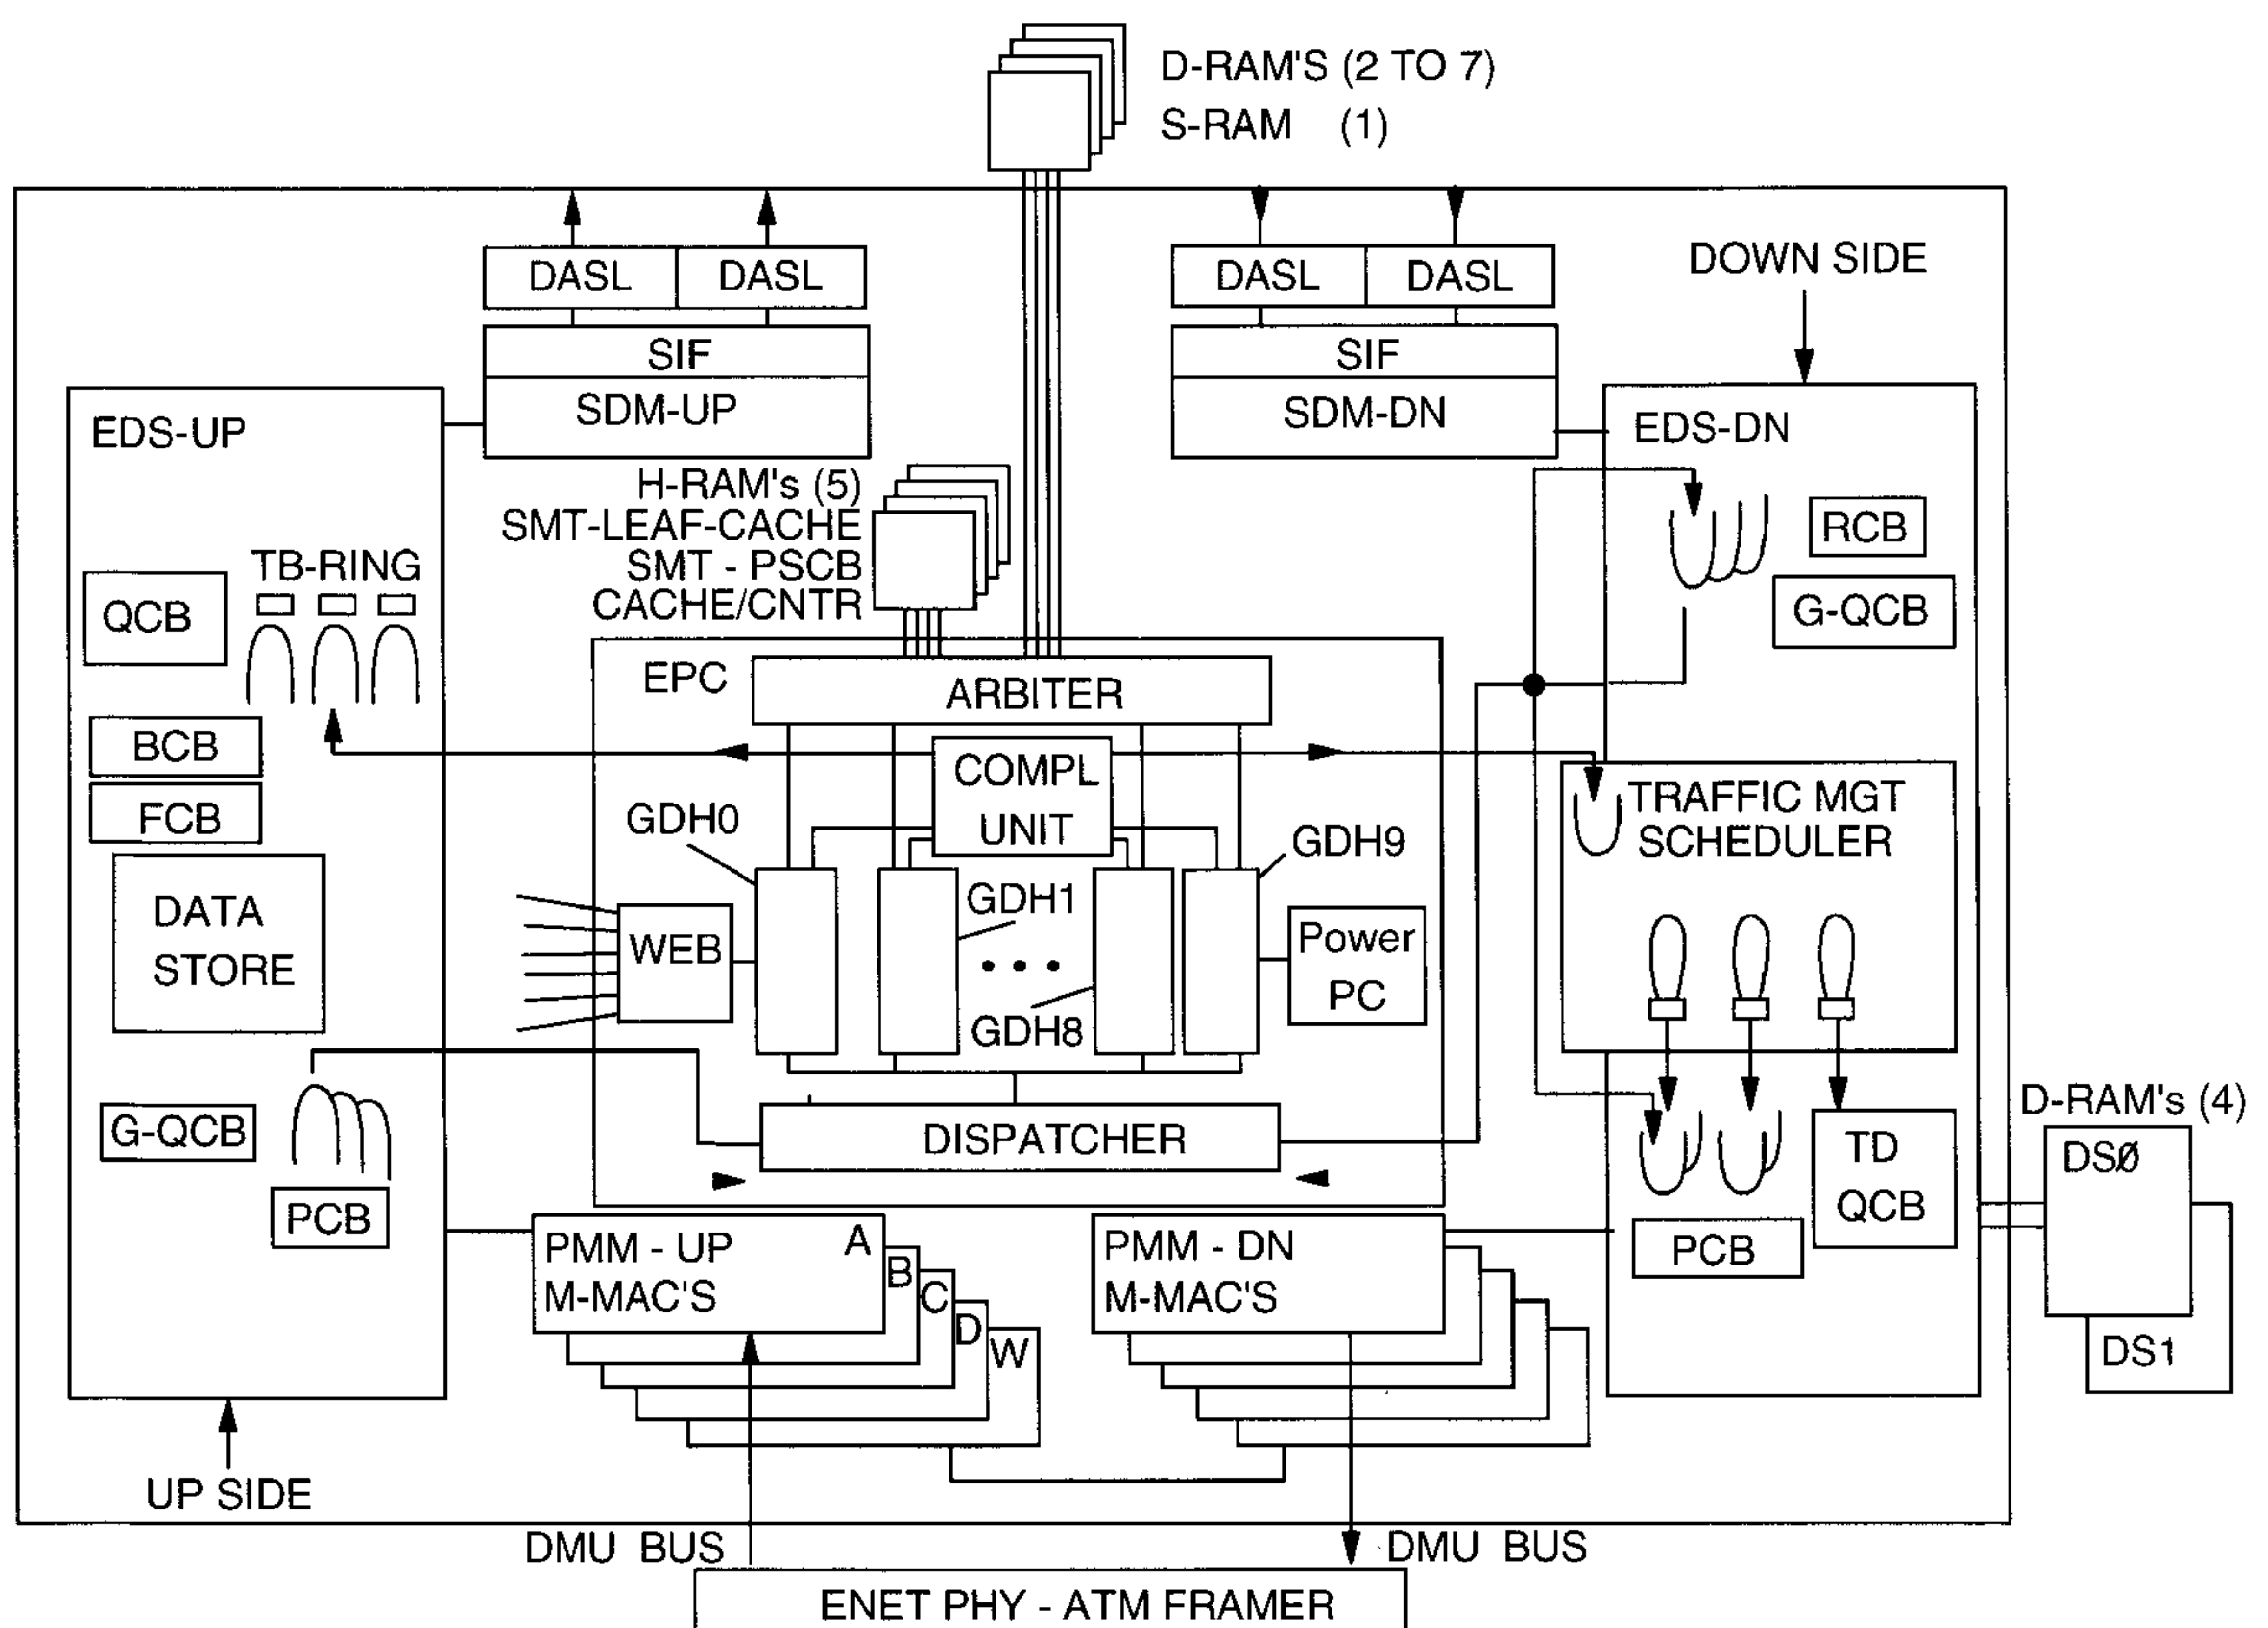 D-RAM'S (2 TO 7)
S-RAM (1)
DASL DASL
DASL DASL
DOWN SIDE
SIF
SDM-UP
SIF
SDM-DN
EDS-UP
EDS-DN
H-RAM's (5)
SMT-LEAF-CACHE
SMT - PSCB
CACHE/CNTR
RCB
G-QCB
TB-RING
QCB
BCB
FCB
DATA
STORE
G-QCB
PCB
EPC
ARBITER
COMPL
UNIT
GDH0
GDH9
GDH1
GDH8
WEB
Power
PC
DISPATCHER
TRAFFIC MGT
SCHEDULER
TD
QCB
PCB
D-RAM's (4)
DSØ
DS1
PMM - UP
M-MAC'S
A
B
C
D
W
PMM - DN
M-MAC'S
UP SIDE
DMU BUS
DMU BUS
ENET PHY - ATM FRAMER